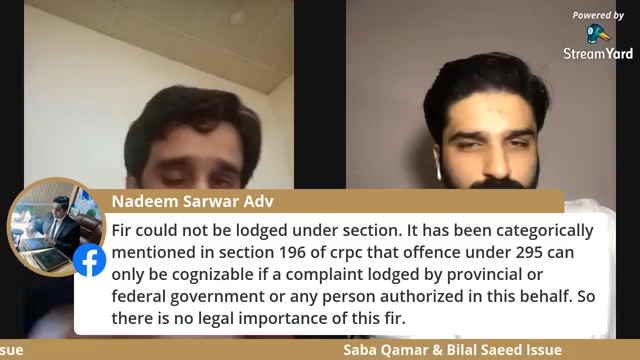 Powered by
StreamYard
Nadeem Sarwar Adv
Fir could not be lodged under section. It has been categorically
mentioned in section 196 of crpc that offence under 295 can
only be cognizable if a complaint lodged by provincial or
federal government or any person authorized in this behalf. So
there is no legal importance of this fir.
sue
Saba Qamar & Bilal Saeed Issue